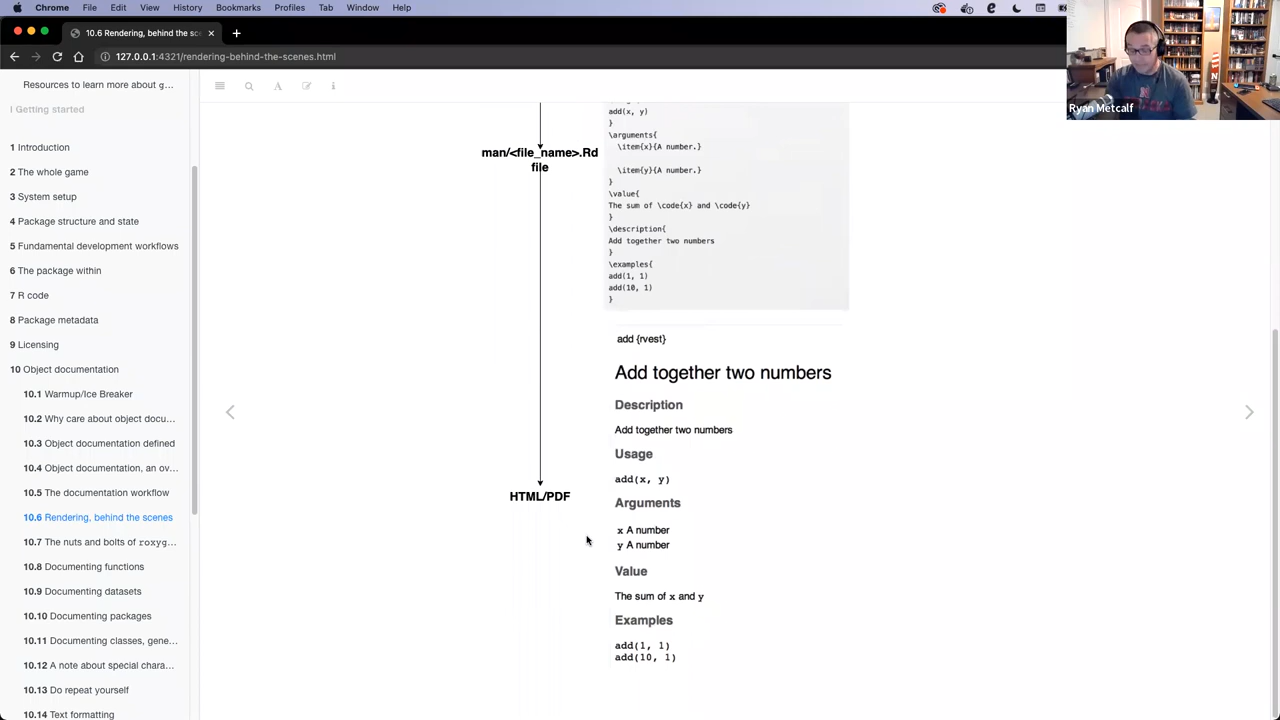 Chrome File Edit View History Bookmarks Profiles Tab Window Help
10.6 Rendering, behind the sc
127.0.0.1:4321/rendering-behind-the-scenes.html
Ryan Metcalf
Resources to learn more about g…
I Getting started
1 Introduction
2 The whole game
3 System setup
4 Package structure and state
5 Fundamental development workflows
6 The package within
7 R code
8 Package metadata
9 Licensing
10 Object documentation
10.1 Warmup/Ice Breaker
10.2 Why care about object docu…
10.3 Object documentation defined
10.4 Object documentation, an ov…
10.5 The documentation workflow
10.6 Rendering, behind the scenes
10.7 The nuts and bolts of roxyg…
10.8 Documenting functions
10.9 Documenting datasets
10.10 Documenting packages
10.11 Documenting classes, gene…
10.12 A note about special chara…
10.13 Do repeat yourself
10.14 Text formatting
man/<file_name>.Rd
file
HTML/PDF
add(x, y)
}
\arguments{
\item{x}{A number.}
\item{y}{A number.}
}
\value{
The sum of \code{x} and \code{y}
}
\description{
Add together two numbers
}
\examples{
add(1, 1)
add(10, 1)
}
add {rvest}
Add together two numbers
Description
Add together two numbers
Usage
add(x, y)
Arguments
x A number
y A number
Value
The sum of x and y
Examples
add(1, 1)
add(10, 1)